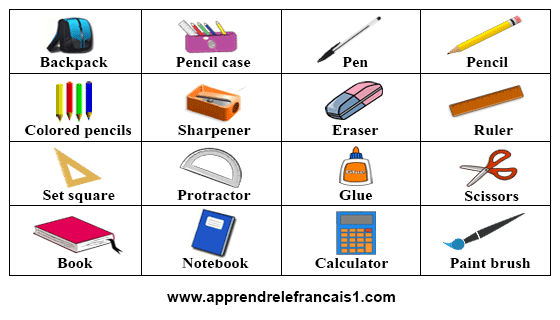 Backpack Pencil case Pen Pencil
Colored pencils Sharpener Eraser Ruler
Set square Protractor Glue Scissors
Book Notebook Calculator Paint brush
www.apprendrelefrancais1.com